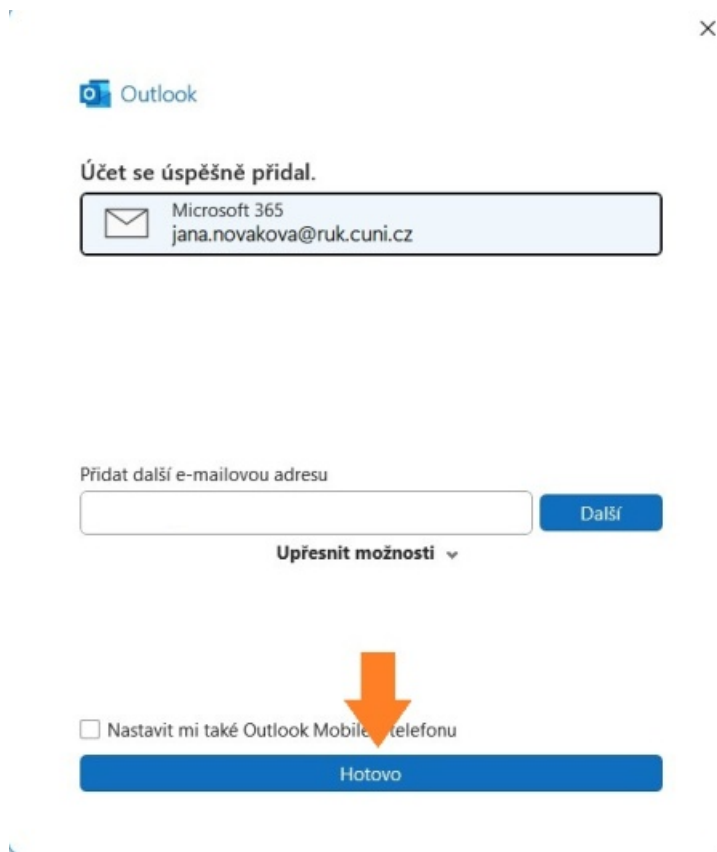 Outlook
Účet se úspěšně přidal.
Microsoft 365
jana.novakova@ruk.cuni.cz
Přidat další e-mailovou adresu
Další
Upřesnit možnosti
Nastavit mi také Outlook Mobile telefonu
Hotovo